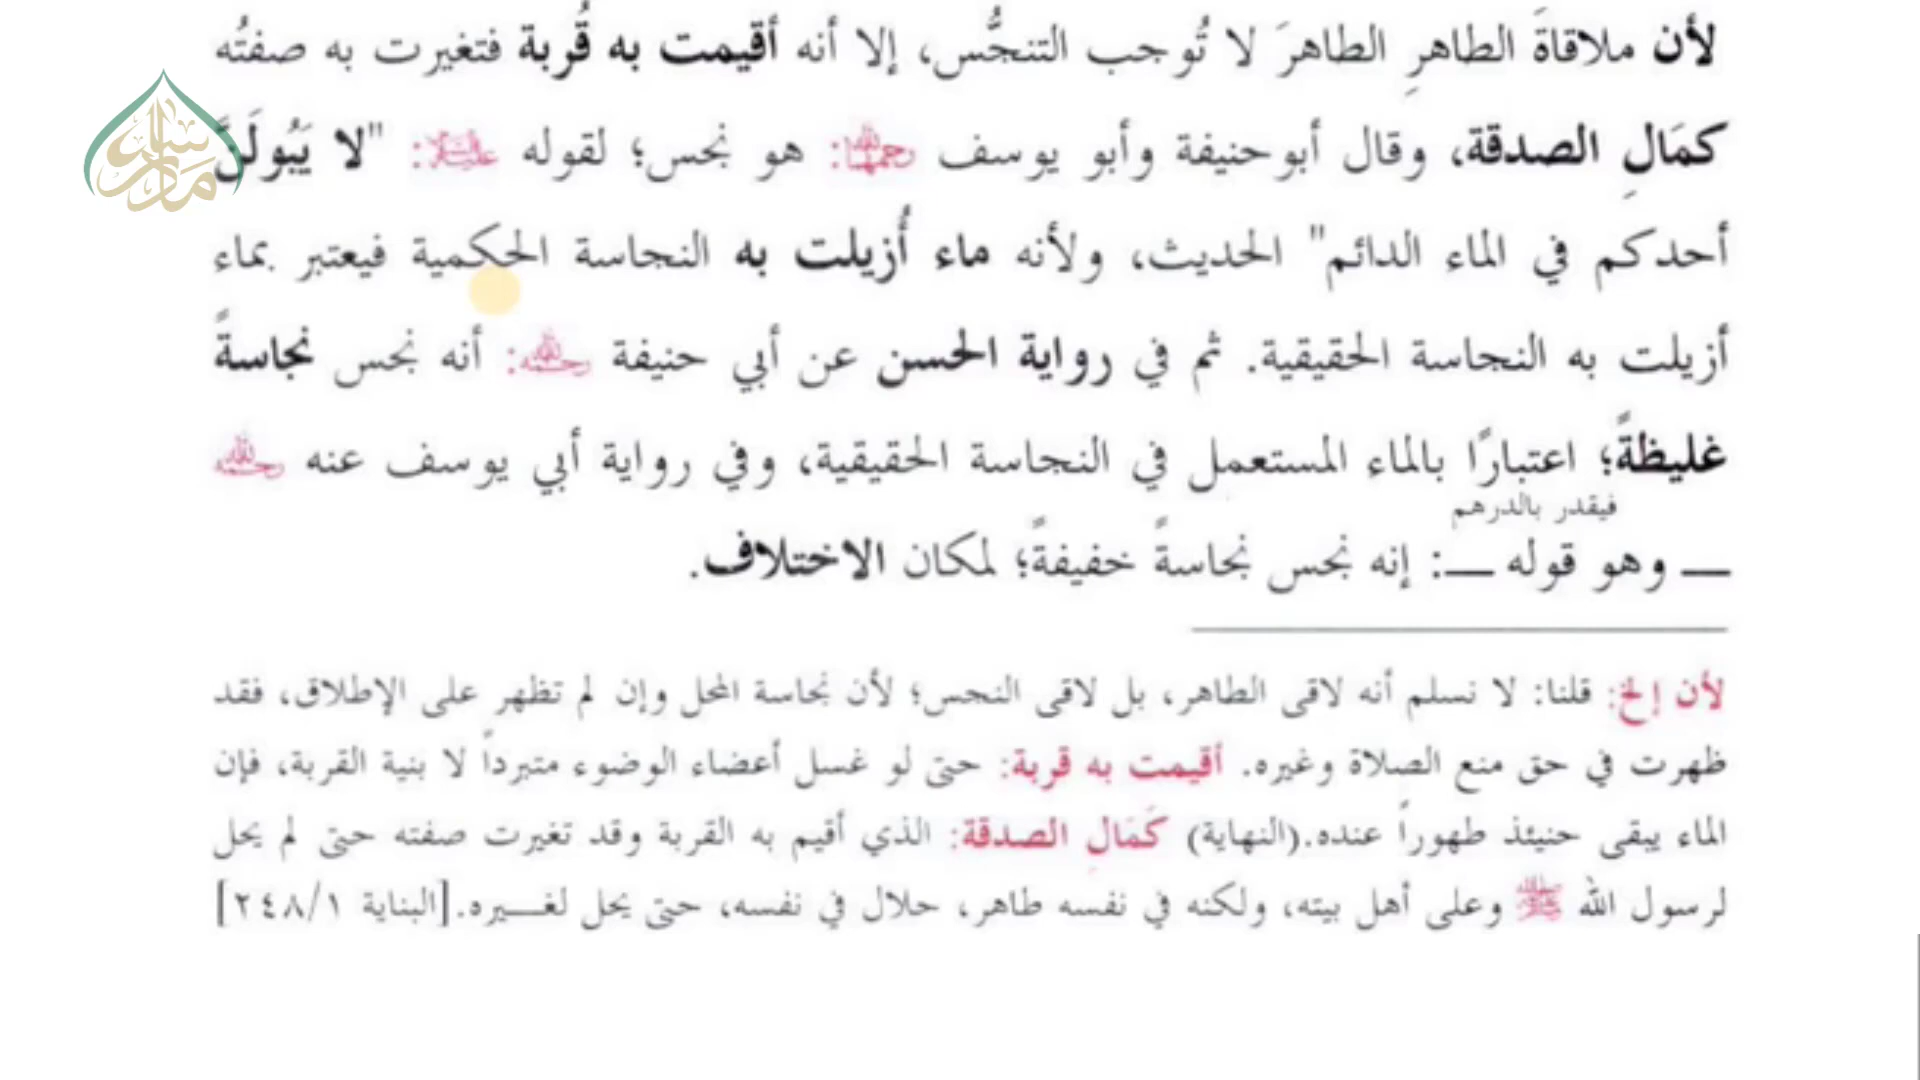 لأن ملاقاةَ الطاهرِ الطاهرَ لا تُوجب التنجُّس، إلا أنه أقيمت به قُربة فتغيرت به صفتُه
كمَالِ الصدقة، وقال أبوحنيفة وأبو يوسف رحمهما الله: هو نجس؛ لقوله عليه السلام: "لا يَبُولَنَّ
أحدكم في الماء الدائم" الحديث، ولأنه ماء أُزيلت به النجاسة الحكمية فيعتبر بماء
أزيلت به النجاسة الحقيقية. ثم في رواية الحسن عن أبي حنيفة رحمه الله: أنه نجس نجاسةً
غليظةً؛ اعتبارًا بالماء المستعمل في النجاسة الحقيقية، وفي رواية أبي يوسف عنه رحمه الله
فيقدر بالدرهم
ــ وهو قوله ــ: إنه نجس نجاسةً خفيفةً؛ لمكان الاختلاف.
لأن إلخ: قلنا: لا نسلم أنه لاقى الطاهر، بل لاقى النجس؛ لأن نجاسة المحل وإن لم تظهر على الإطلاق، فقد
ظهرت في حق منع الصلاة وغيره. أقيمت به قربة: حتى لو غسل أعضاء الوضوء متبرداً لا بنية القربة، فإن
الماء يبقى حنيئذ طهوراً عنده.(النهاية) كمَالِ الصدقة: الذي أقيم به القربة وقد تغيرت صفته حتى لم يحل
لرسول الله ﷺ وعلى أهل بيته، ولكنه في نفسه طاهر، حلال في نفسه، حتى يحل لغـــيره.[البناية ٢٤٨/١]